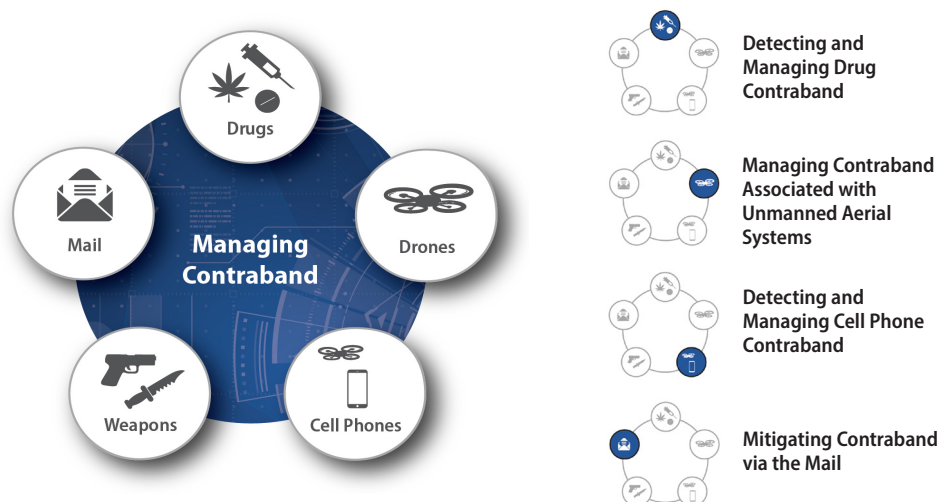 Drugs
Mail
Drones
Managing
Contraband
Weapons
Cell Phones
Detecting and
Managing Drug
Contraband
Managing Contraband
Associated with
Unmanned Aerial
Systems
Detecting and
Managing Cell Phone
Contraband
Mitigating Contraband
via the Mail